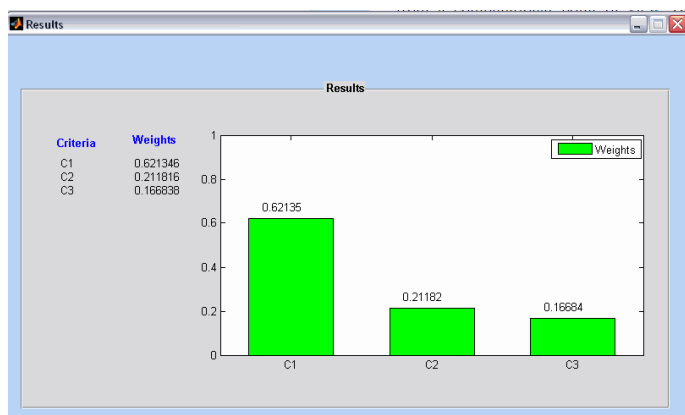 Results
Results
Criteria Weights
C1 0.621346
C2 0.211816
C3 0.166838
1
0.8
0.6
0.4
0.2
0
Weights
0.62135
0.21182
0.16684
C1 C2 C3